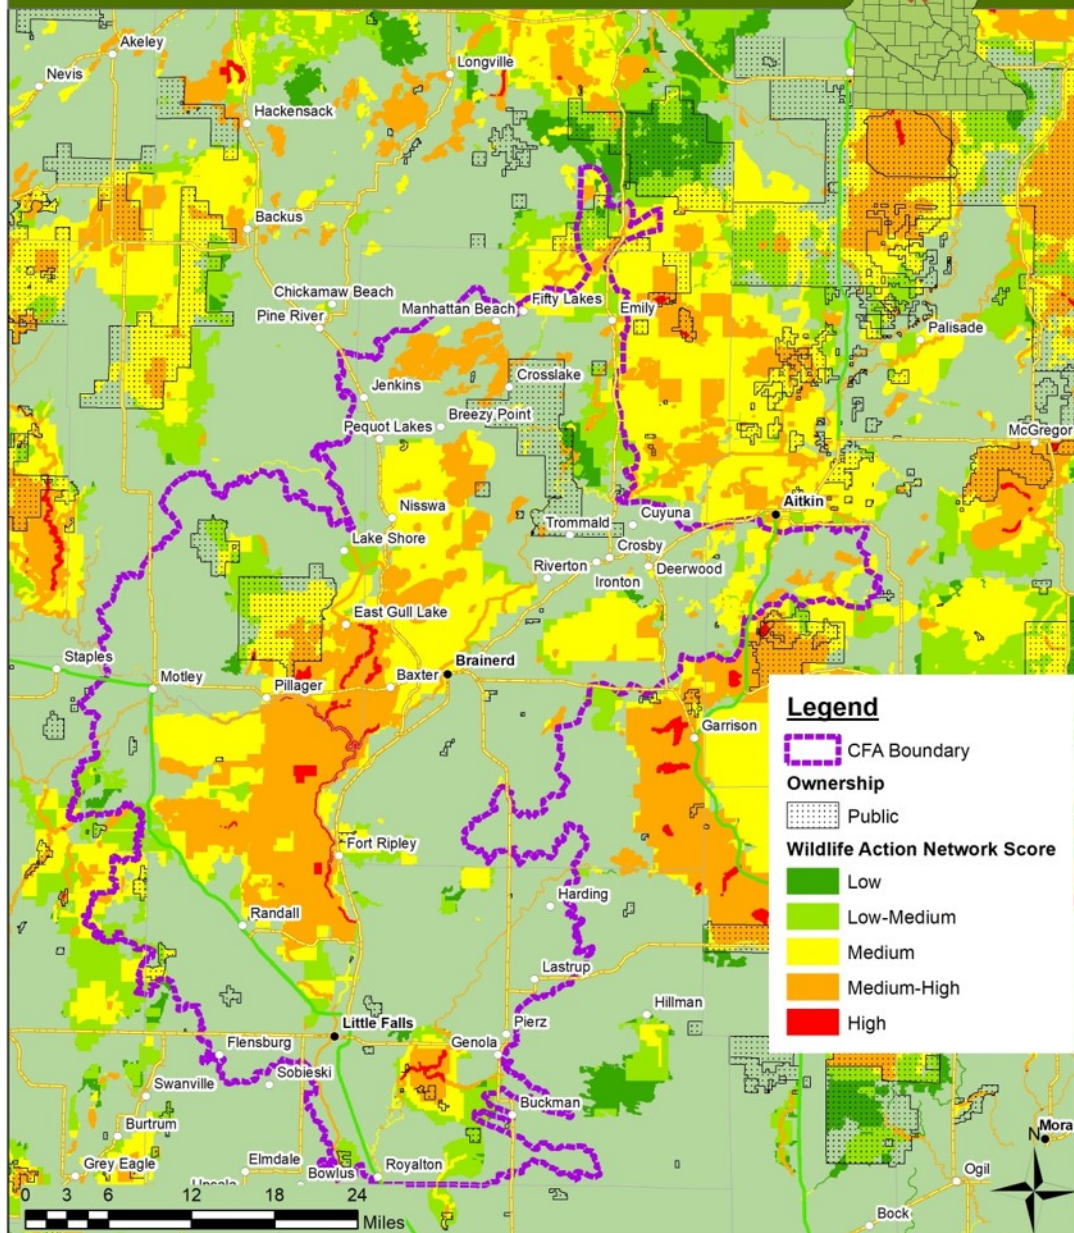 Akeley
Longville
Nevis
Hackensack
Backus
Chickamaw Beach
Fifty Lakes
Manhattan Beach
Emily
Pine River
Palisade
Crosslake
Jenkins
Breezy Point
Pequot Lakes
McGregor
Nisswa
Aitkin
Cuyuna
Trommald
Lake Shore
Crosby
Riverton
Deerwood
Ironton
East Gull Lake
Staples
Brainerd
Motley
Baxter
Pillager
Garrison
Fort Ripley
Harding
Randall
Lastrup
Hillman
Little Falls
Pierz
Flensburg
Genola
Sobieski
Swanville
Buckman
Burtrum
Grey Eagle
Elmdale
Royalton
Bowlus
Mora
Ogil
Bock
Legend
CFA Boundary
Ownership
Public
Wildlife Action Network Score
Low
Low-Medium
Medium
Medium-High
High
N
0 3 6 12 18 24
Miles